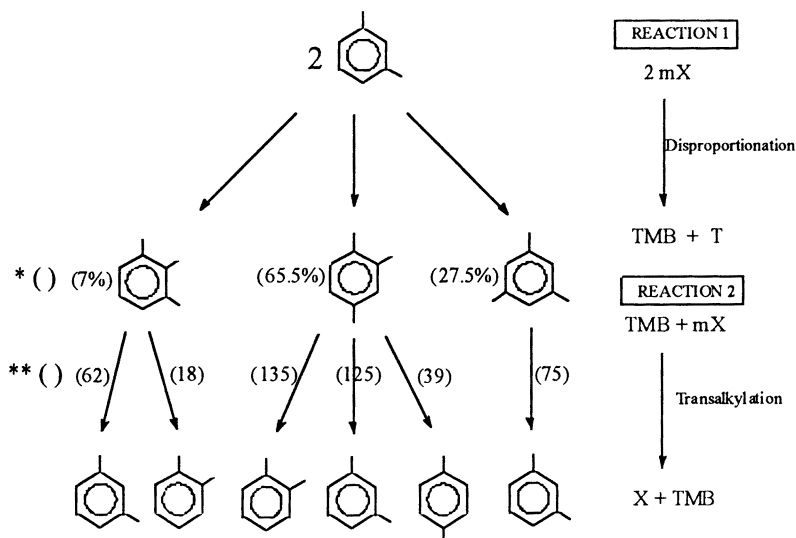 REACTION 1
2
2 mX
Disproportionation
TMB + T
* ( ) (7%) (65.5%) (27.5%)
REACTION 2
TMB + mX
** ( ) (62) (18) (135) (125) (39) (75)
Transalkylation
X + TMB